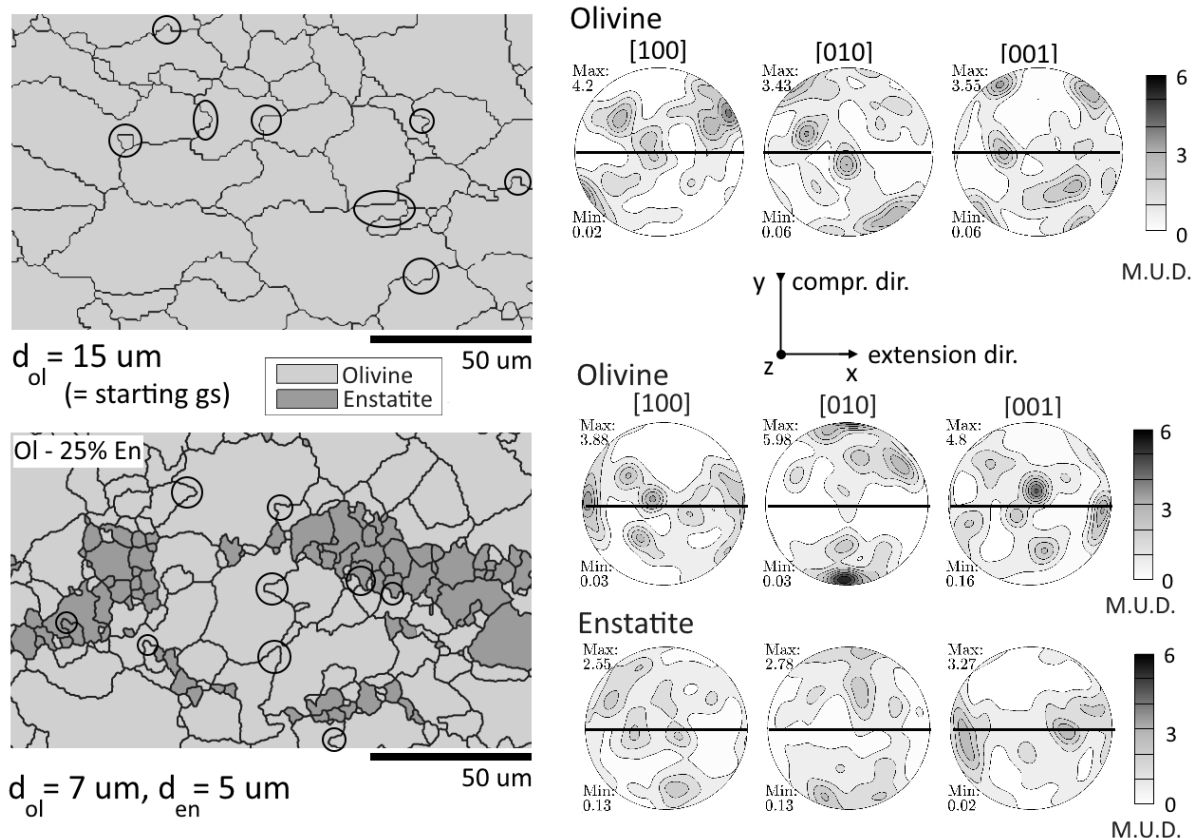 Olivine
[100] [010] [001]
Max:
4.2
Max:
3.43
Max:
3.55
Min:
0.02
Min:
0.06
Min:
0.06
6
3
0
M.U.D.
50 um
d_ol = 15 um
(= starting gs)
Olivine
Enstatite
y compr. dir.
z x extension dir.
Ol - 25% En
50 um
d_ol = 7 um, d_en = 5 um
Olivine
[100] [010] [001]
Max:
3.88
Max:
5.98
Max:
4.8
Min:
0.03
Min:
0.03
Min:
0.16
6
3
0
M.U.D.
Enstatite
Max:
2.55
Max:
2.78
Max:
3.27
Min:
0.13
Min:
0.13
Min:
0.02
6
3
0
M.U.D.